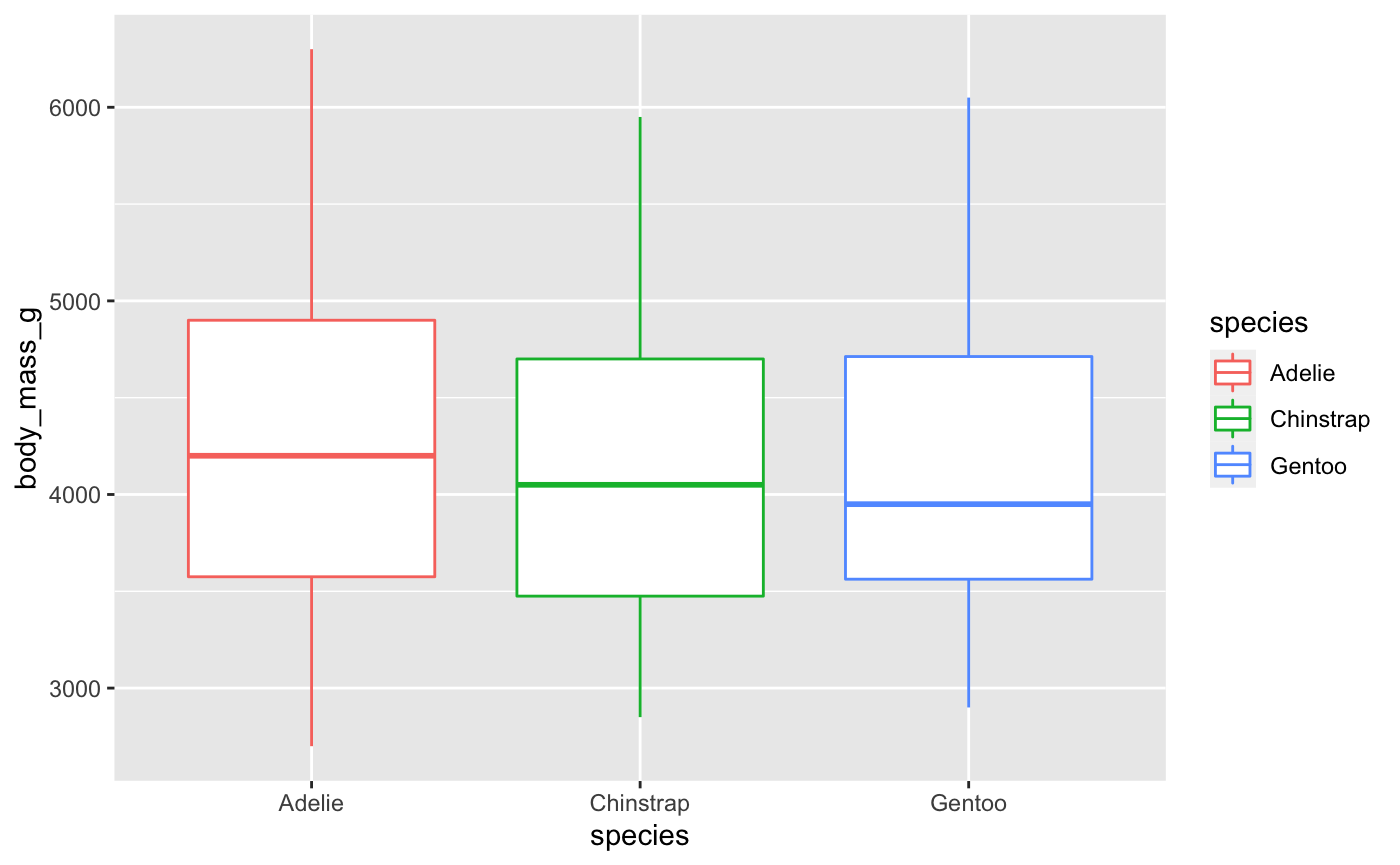 body_mass_g
6000
5000
4000
3000
Adelie
Chinstrap
Gentoo
species
species
Adelie
Chinstrap
Gentoo